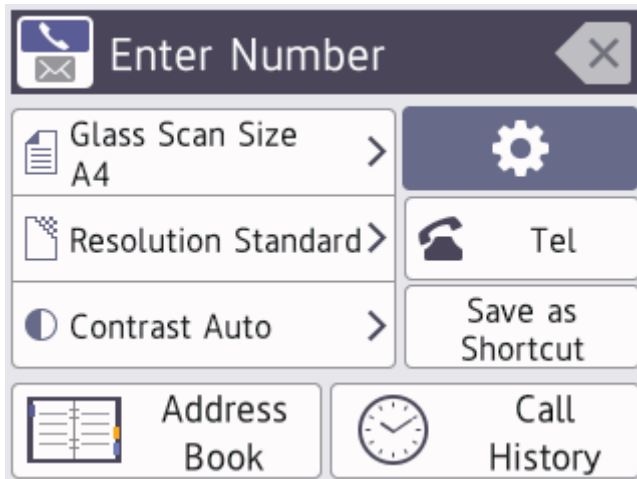 Enter Number
Glass Scan Size
A4
Resolution Standard
Tel
Contrast Auto
Save as
Shortcut
Address
Book
Call
History